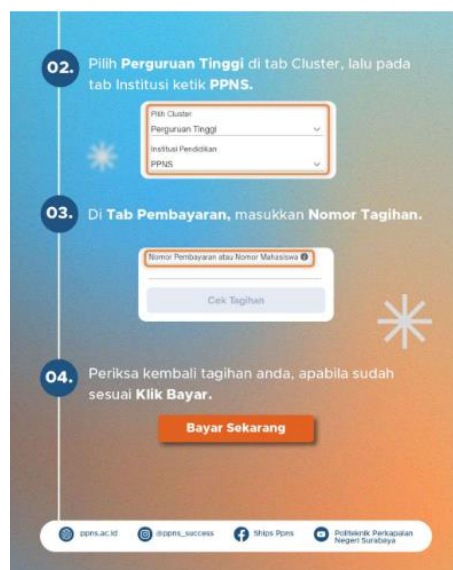 02. Pilih Perguruan Tinggi di tab Cluster, lalu pada
tab Institusi ketik PPNS.
Pilih Cluster
Perguruan Tinggi
Institusi Pendidikan
PPNS
03. Di Tab Pembayaran, masukkan Nomor Tagihan.
Nomor Pembayaran atau Nomor Mahasiswa
Cek Tagihan
04. Periksa kembali tagihan anda, apabila sudah
sesuai Klik Bayar.
Bayar Sekarang
ppns.ac.id @ppns_success Ships Ppns Politeknik Perkapalan
Negeri Surabaya